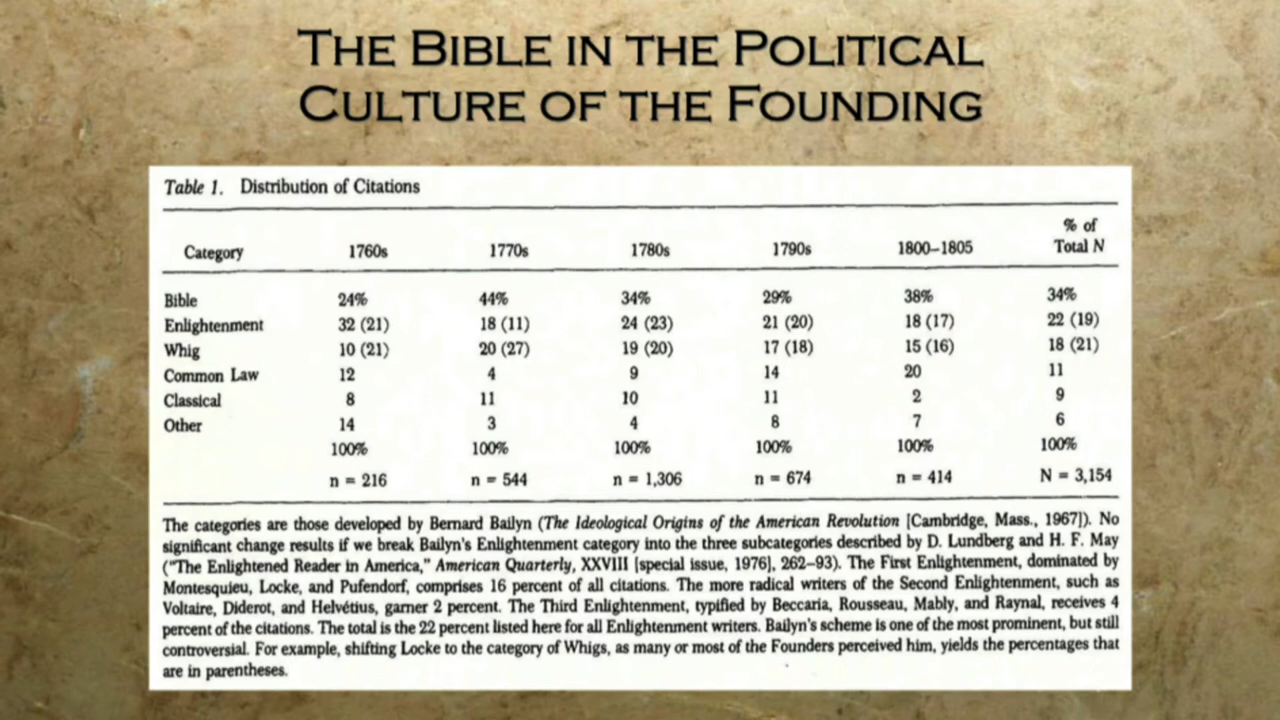 THE BIBLE IN THE POLITICAL
CULTURE OF THE FOUNDING
Table 1. Distribution of Citations
Category 1760s 1770s 1780s 1790s 1800–1805 % of Total N
Bible 24% 44% 34% 29% 38% 34%
Enlightenment 32 (21) 18 (11) 24 (23) 21 (20) 18 (17) 22 (19)
Whig 10 (21) 20 (27) 19 (20) 17 (18) 15 (16) 18 (21)
Common Law 12 4 9 14 20 11
Classical 8 11 10 11 2 9
Other 14 3 4 8 7 6
100% 100% 100% 100% 100% 100%
n = 216 n = 544 n = 1,306 n = 674 n = 414 N = 3,154
The categories are those developed by Bernard Bailyn (The Ideological Origins of the American Revolution [Cambridge, Mass., 1967]). No
significant change results if we break Bailyn's Enlightenment category into the three subcategories described by D. Lundberg and H. F. May
("The Enlightened Reader in America," American Quarterly, XXVIII [special issue, 1976], 262–93). The First Enlightenment, dominated by
Montesquieu, Locke, and Pufendorf, comprises 16 percent of all citations. The more radical writers of the Second Enlightenment, such as
Voltaire, Diderot, and Helvétius, garner 2 percent. The Third Enlightenment, typified by Beccaria, Rousseau, Mably, and Raynal, receives 4
percent of the citations. The total is the 22 percent listed here for all Enlightenment writers. Bailyn's scheme is one of the most prominent, but still
controversial. For example, shifting Locke to the category of Whigs, as many or most of the Founders perceived him, yields the percentages that
are in parentheses.